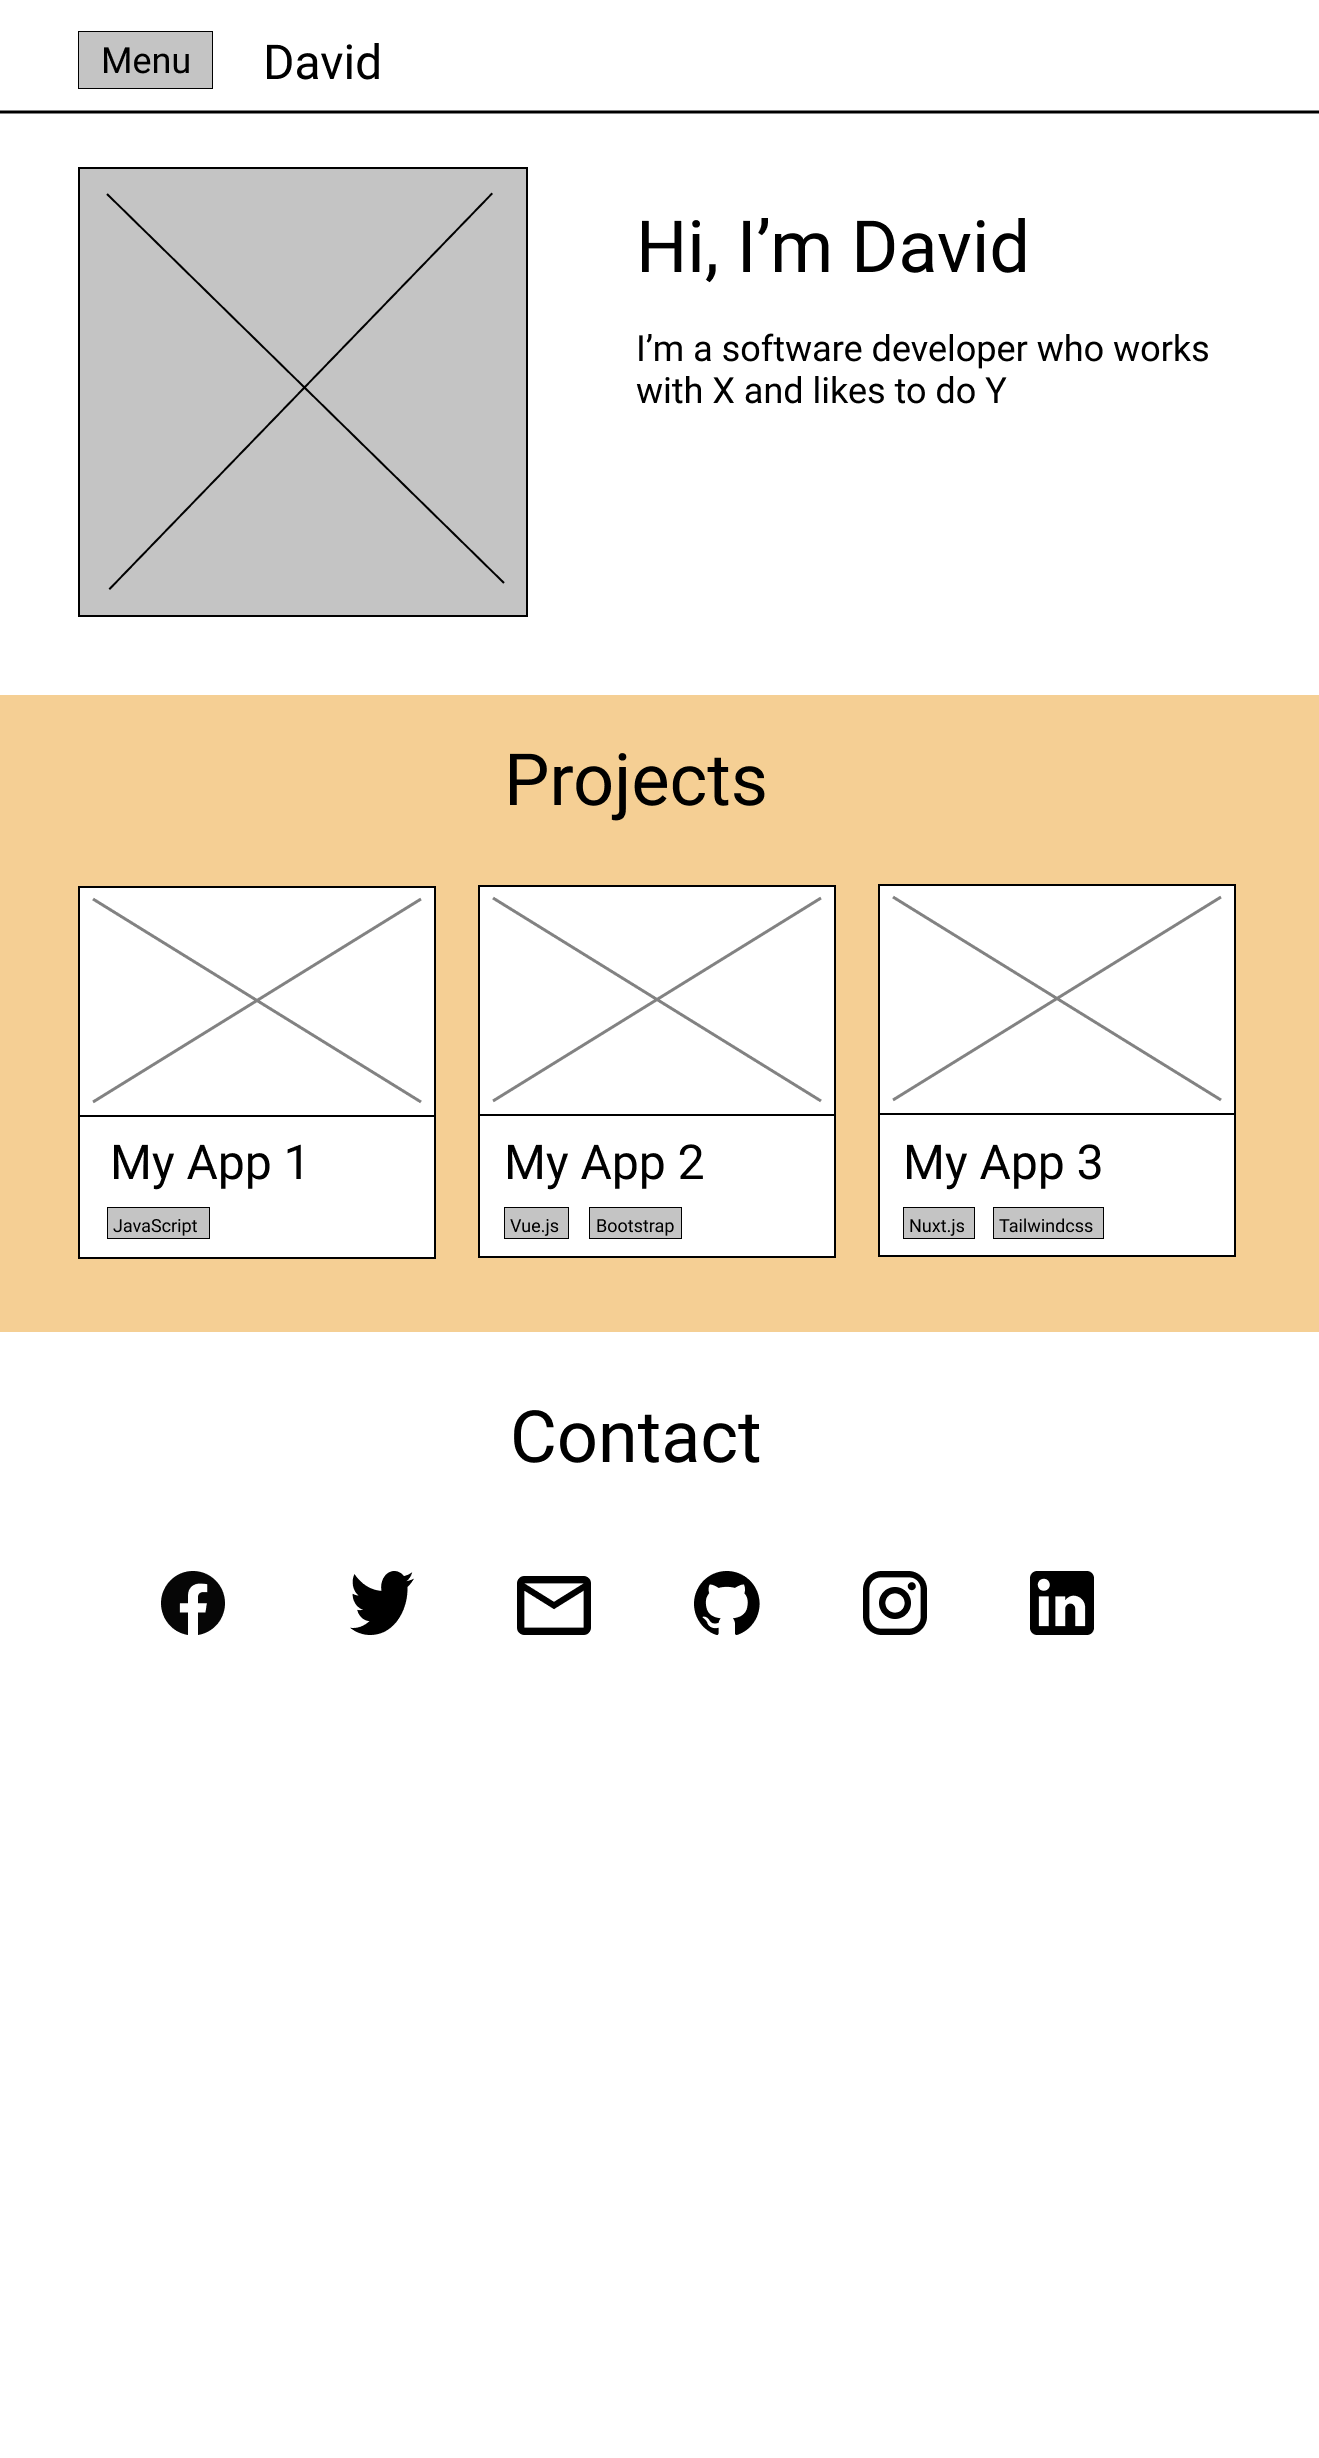 Menu
David
Hi, I’m David
I’m a software developer who works
with X and likes to do Y
Projects
My App 1
JavaScript
My App 2
Vue.js
Bootstrap
My App 3
Nuxt.js
Tailwindcss
Contact